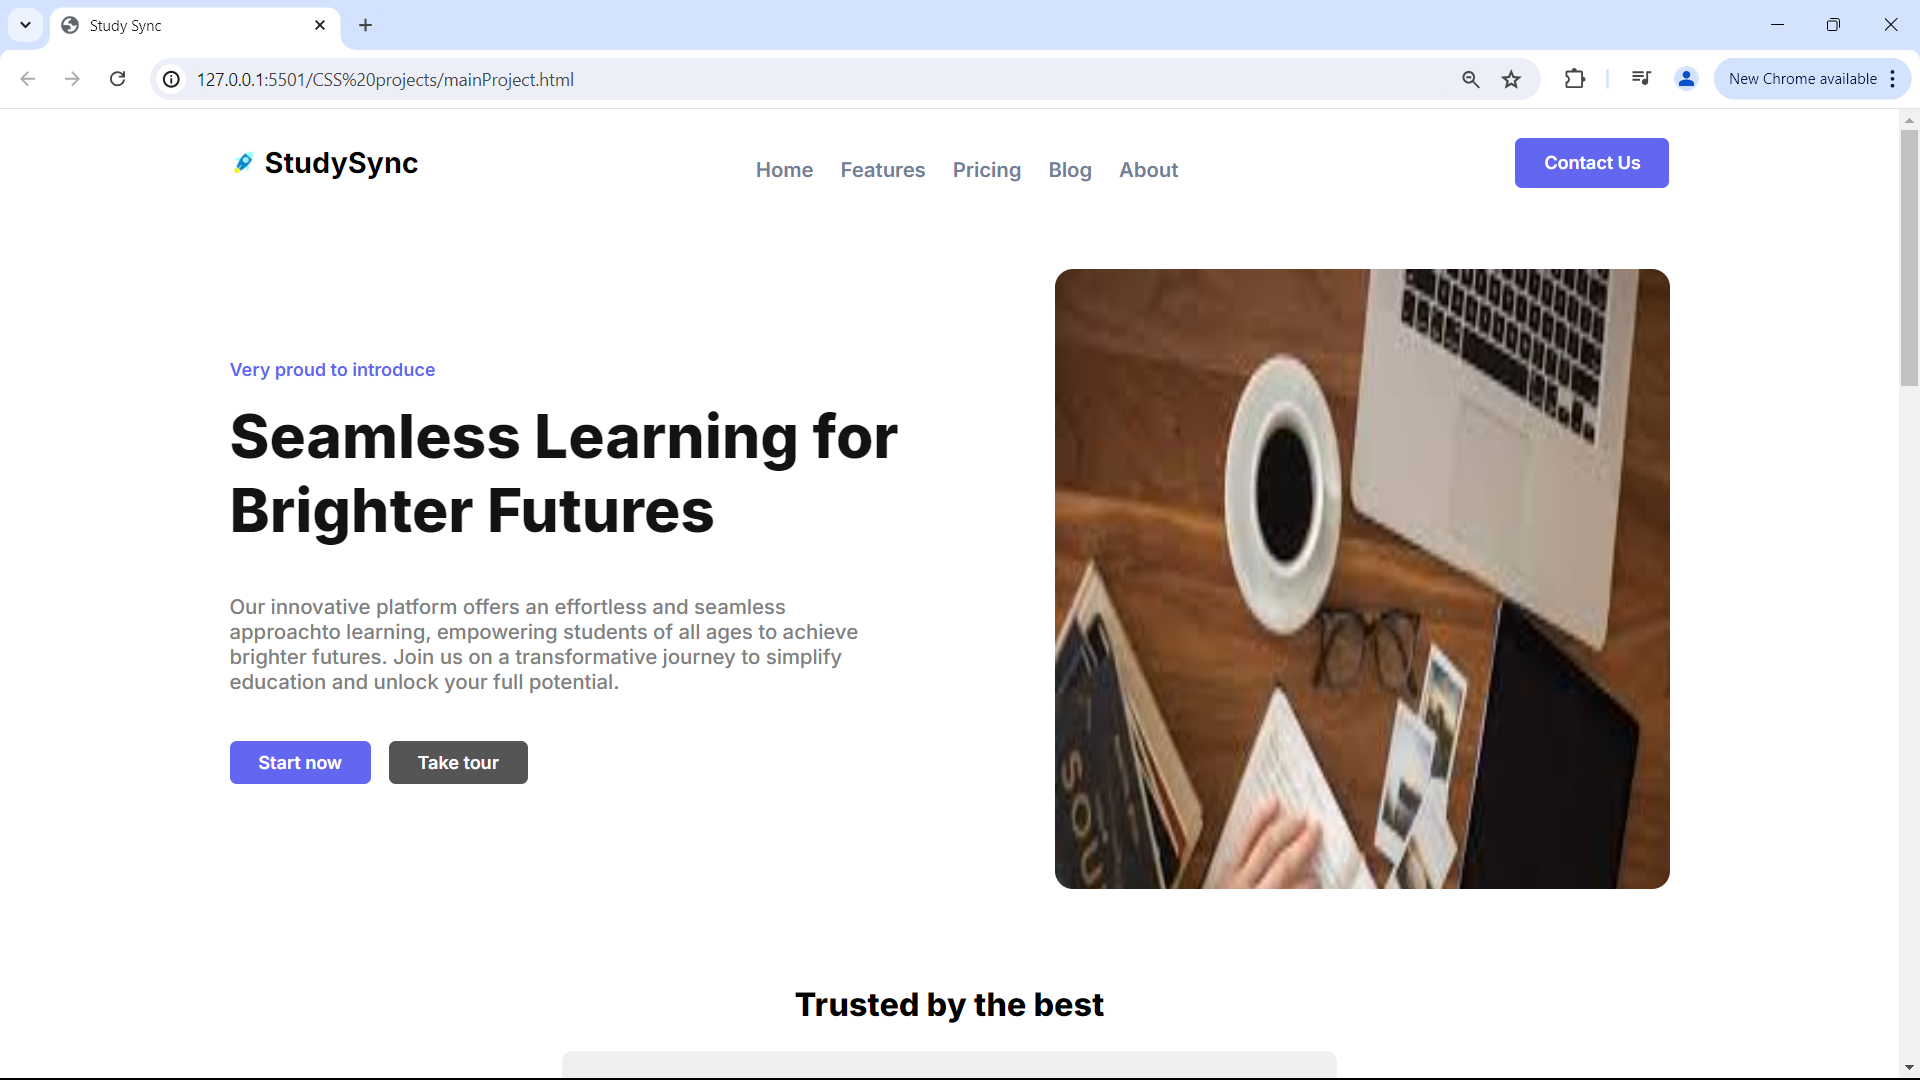 Study Sync
127.0.0.1:5501/CSS%20projects/mainProject.html
New Chrome available
StudySync
Home Features Pricing Blog About
Contact Us
Very proud to introduce
Seamless Learning for
Brighter Futures
Our innovative platform offers an effortless and seamless
approachto learning, empowering students of all ages to achieve
brighter futures. Join us on a transformative journey to simplify
education and unlock your full potential.
Start now Take tour
Trusted by the best